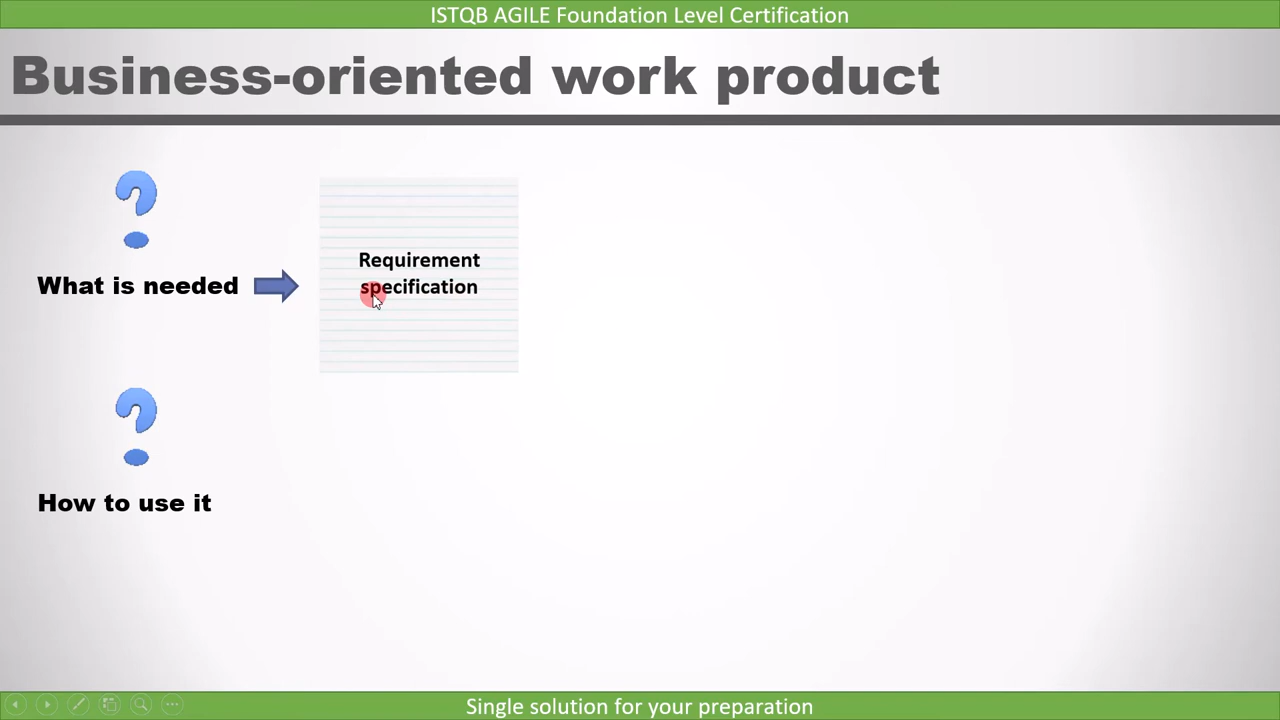 ISTQB AGILE Foundation Level Certification
Business-oriented work product
What is needed
Requirement
specification
How to use it
Single solution for your preparation